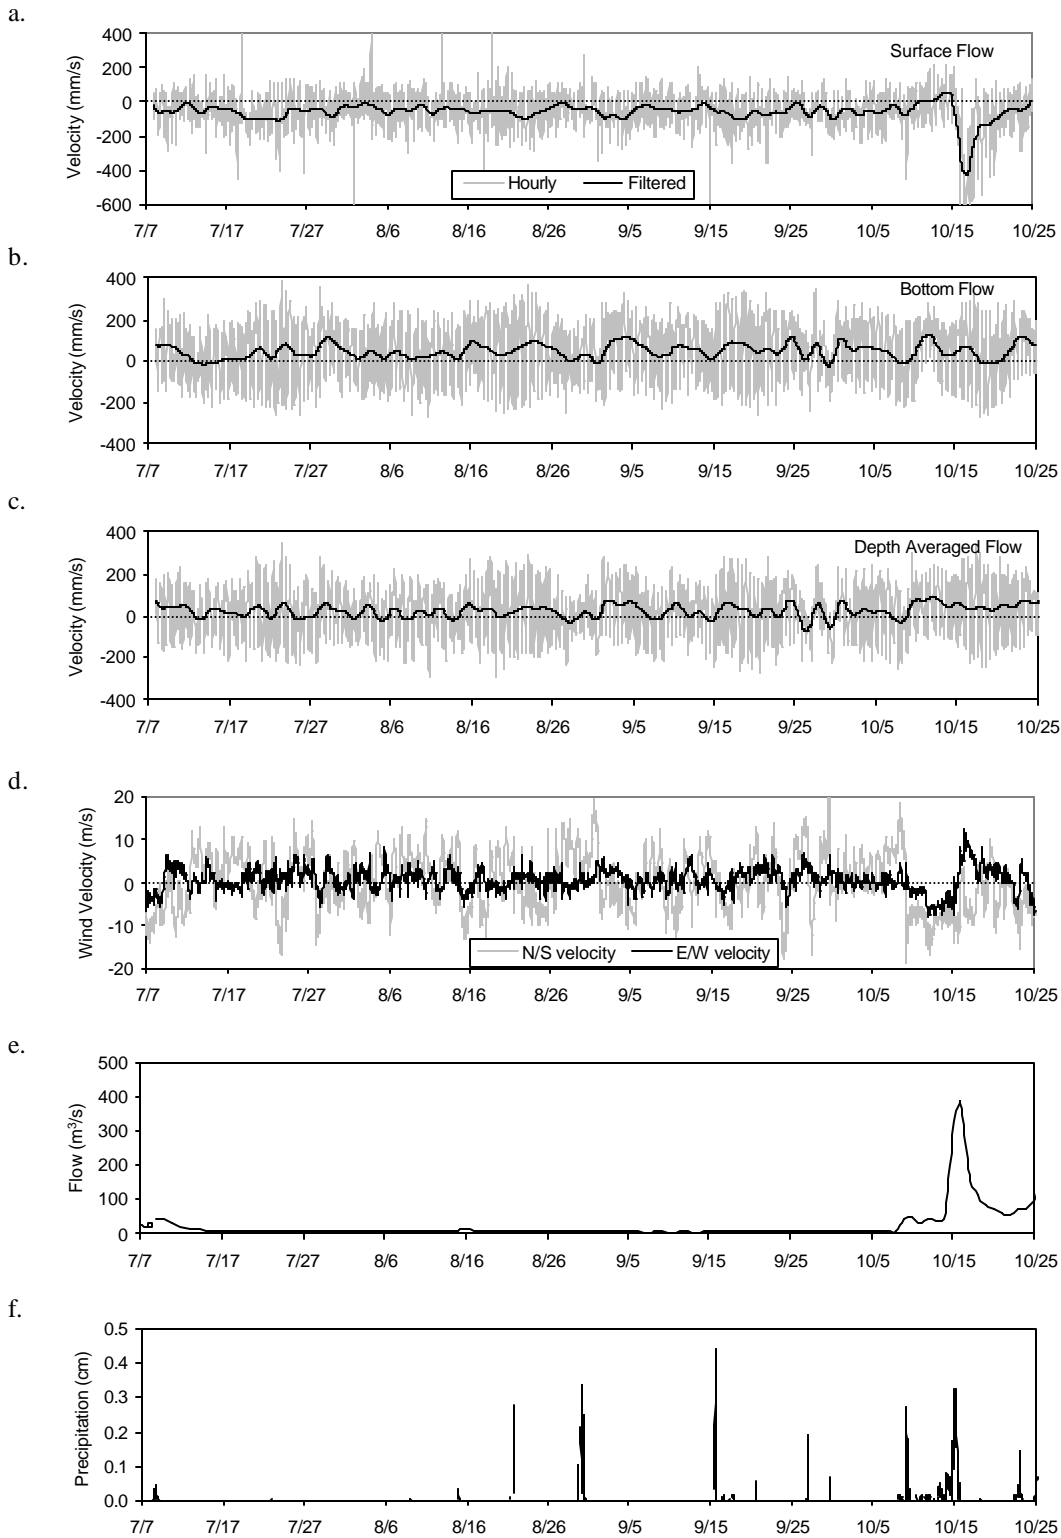 a.
Surface Flow
Velocity (mm/s)
400
200
0
-200
-400
-600
Hourly Filtered
7/7 7/17 7/27 8/6 8/16 8/26 9/5 9/15 9/25 10/5 10/15 10/25
b.
Bottom Flow
Velocity (mm/s)
400
200
0
-200
-400
7/7 7/17 7/27 8/6 8/16 8/26 9/5 9/15 9/25 10/5 10/15 10/25
c.
Depth Averaged Flow
Velocity (mm/s)
400
200
0
-200
-400
7/7 7/17 7/27 8/6 8/16 8/26 9/5 9/15 9/25 10/5 10/15 10/25
d.
Wind Velocity (m/s)
20
10
0
-10
-20
N/S velocity E/W velocity
7/7 7/17 7/27 8/6 8/16 8/26 9/5 9/15 9/25 10/5 10/15 10/25
e.
Flow (m³/s)
500
400
300
200
100
0
7/7 7/17 7/27 8/6 8/16 8/26 9/5 9/15 9/25 10/5 10/15 10/25
f.
Precipitation (cm)
0.5
0.4
0.3
0.2
0.1
0.0
7/7 7/17 7/27 8/6 8/16 8/26 9/5 9/15 9/25 10/5 10/15 10/25